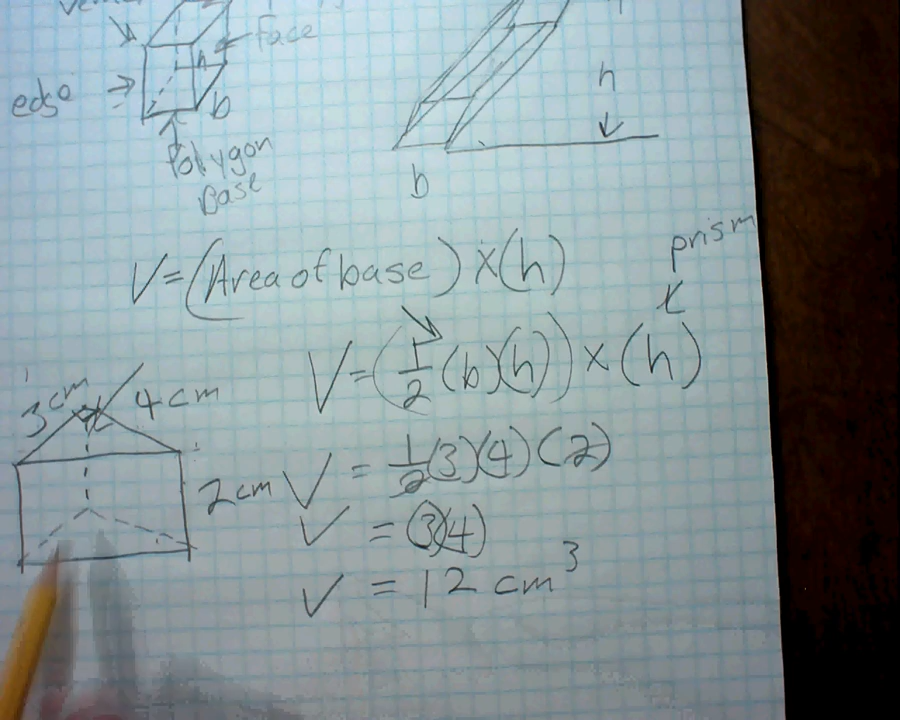 face
h
h
edge
b
Polygon
base
b
prism
V=(Area of base)×(h)
V=(1/2(b)(h))×(h)
3cm 4cm
V = 1/2(3)(4)(2)
2cm
V = (3)(4)
V = 12 cm³